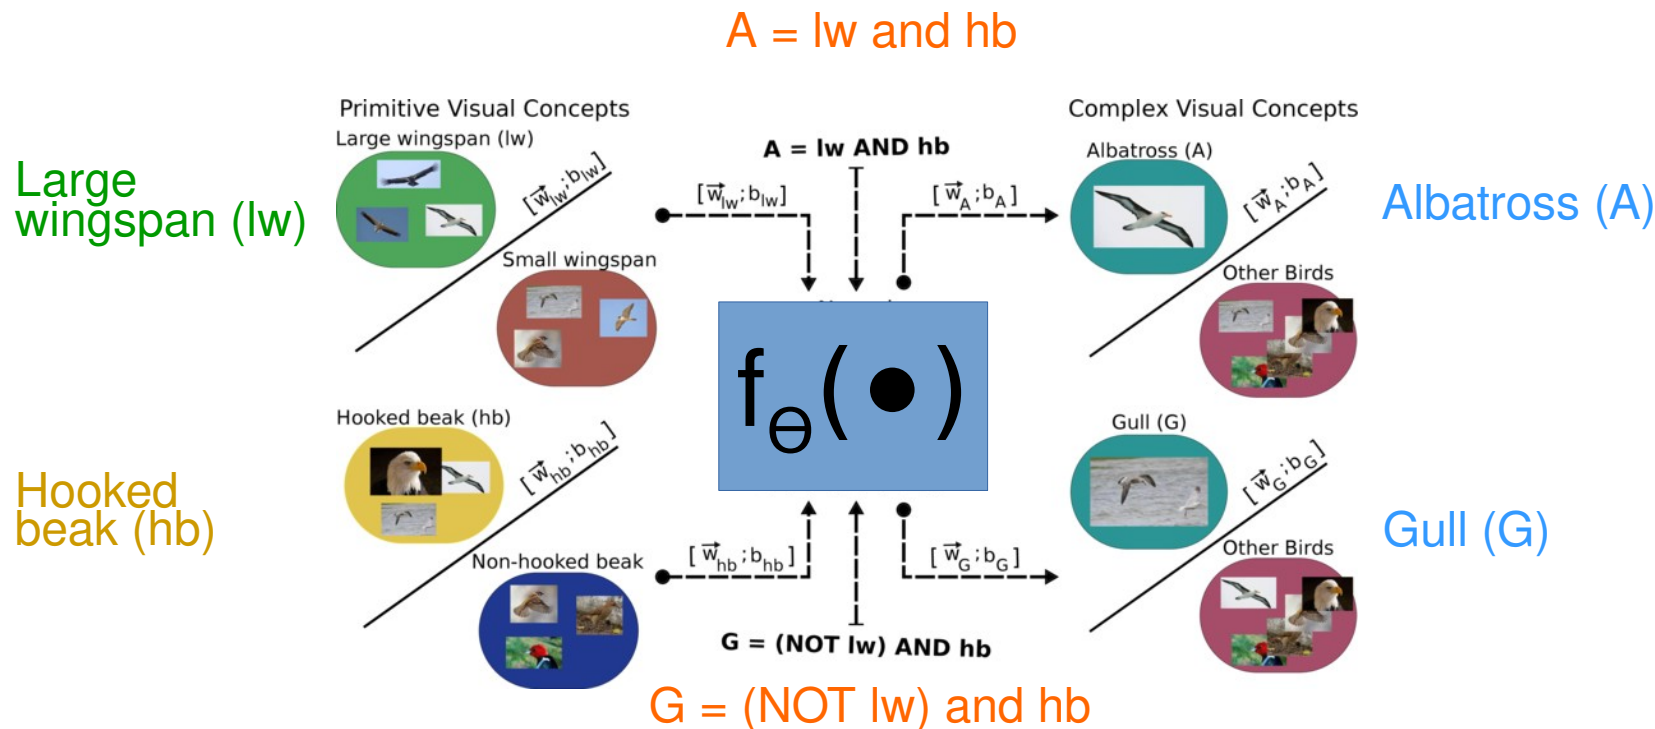 A = lw and hb
Primitive Visual Concepts
Complex Visual Concepts
Large wingspan (lw)
A = lw AND hb
Albatross (A)
Large
wingspan (lw)
[w⃗lw;blw]
[w⃗lw;blw]
[w⃗A;bA]
[w⃗A;bA]
Albatross (A)
Small wingspan
Other Birds
fΘ(●)
Hooked beak (hb)
Gull (G)
Hooked
beak (hb)
[w⃗hb;bhb]
[w⃗G;bG]
Gull (G)
Non-hooked beak
[w⃗hb;bhb]
[w⃗G;bG]
Other Birds
G = (NOT lw) AND hb
G = (NOT lw) and hb